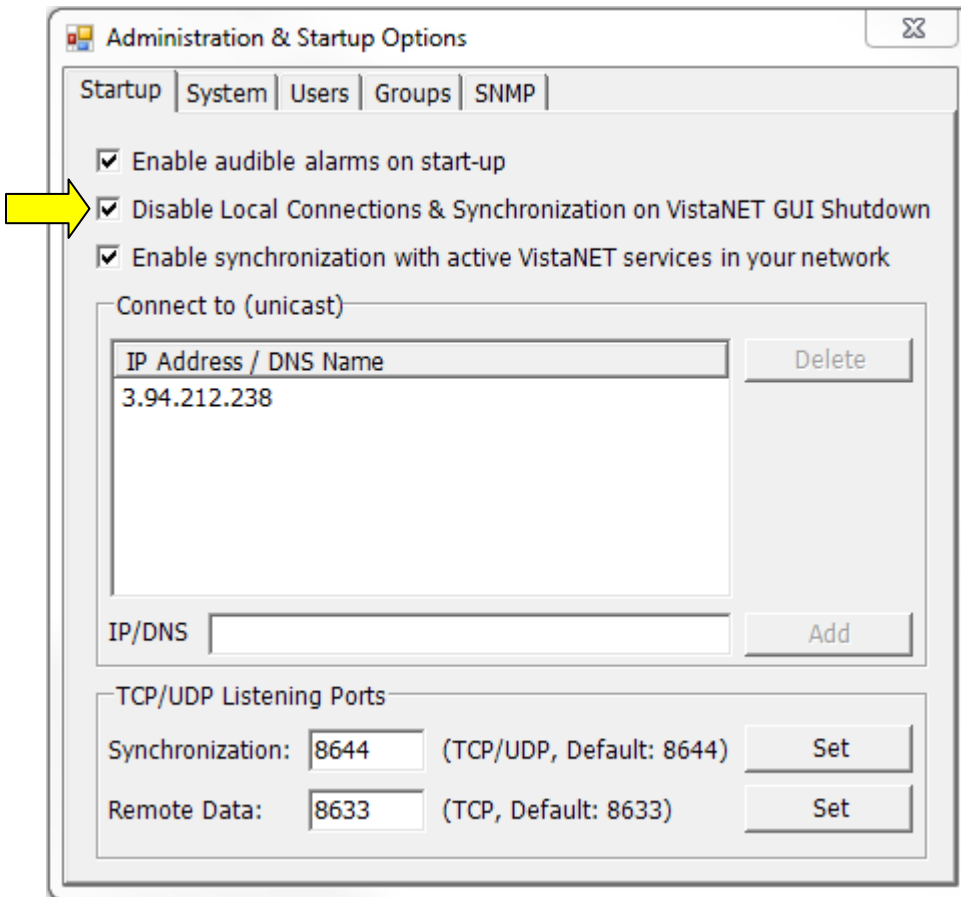 Administration & Startup Options
Startup System Users Groups SNMP
Enable audible alarms on start-up
Disable Local Connections & Synchronization on VistaNET GUI Shutdown
Enable synchronization with active VistaNET services in your network
Connect to (unicast)
IP Address / DNS Name Delete
3.94.212.238
IP/DNS Add
TCP/UDP Listening Ports
Synchronization: 8644 (TCP/UDP, Default: 8644) Set
Remote Data: 8633 (TCP, Default: 8633) Set